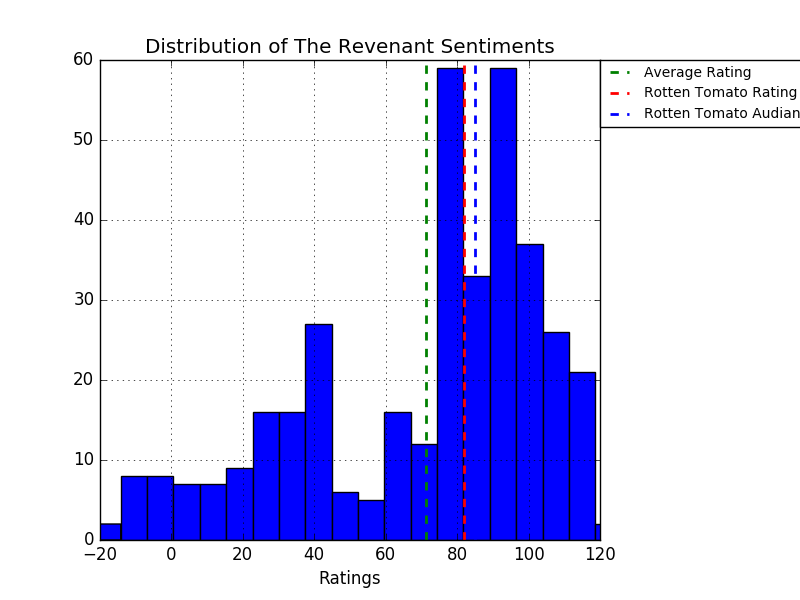 Distribution of The Revenant Sentiments
60
50
40
30
20
10
0
−20 0 20 40 60 80 100 120
Ratings
Average Rating
Rotten Tomato Rating
Rotten Tomato Audian